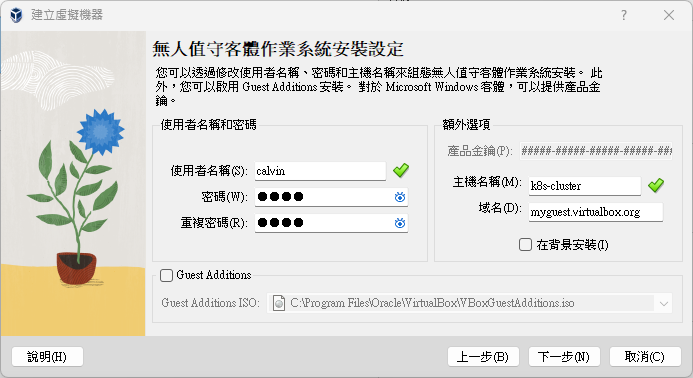 建立虛擬機器
無人值守客體作業系統安裝設定
您可以透過修改使用者名稱、密碼和主機名稱來組態無人值守客體作業系統安裝。 此
外，您可以啟用 Guest Additions 安裝。 對於 Microsoft Windows 客體，可以提供產品金
鑰。
使用者名稱和密碼
使用者名稱(S):
calvin
密碼(W):
●●●●
重複密碼(R):
●●●●
額外選項
產品金鑰(P):
#####-#####-#####-#####-###
主機名稱(M):
k8s-cluster
域名(D):
myguest.virtualbox.org
在背景安裝(I)
Guest Additions
Guest Additions ISO:
C:\Program Files\Oracle\VirtualBox\VBoxGuestAdditions.iso
說明(H)
上一步(B)
下一步(N)
取消(C)